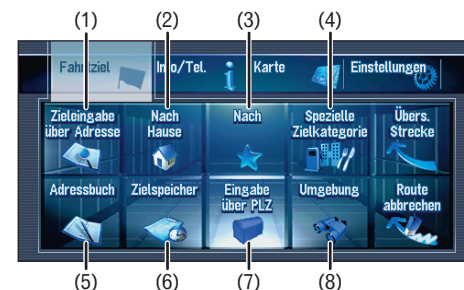 (1) (2) (3) (4)
Fahrtziel Info/Tel. Karte Einstellungen
Zieleingabe über Adresse
Nach Hause
Nach
Spezielle Zielkategorie
Übers. Strecke
Adressbuch
Zielspeicher
Eingabe über PLZ
Umgebung
Route abbrechen
(5) (6) (7) (8)